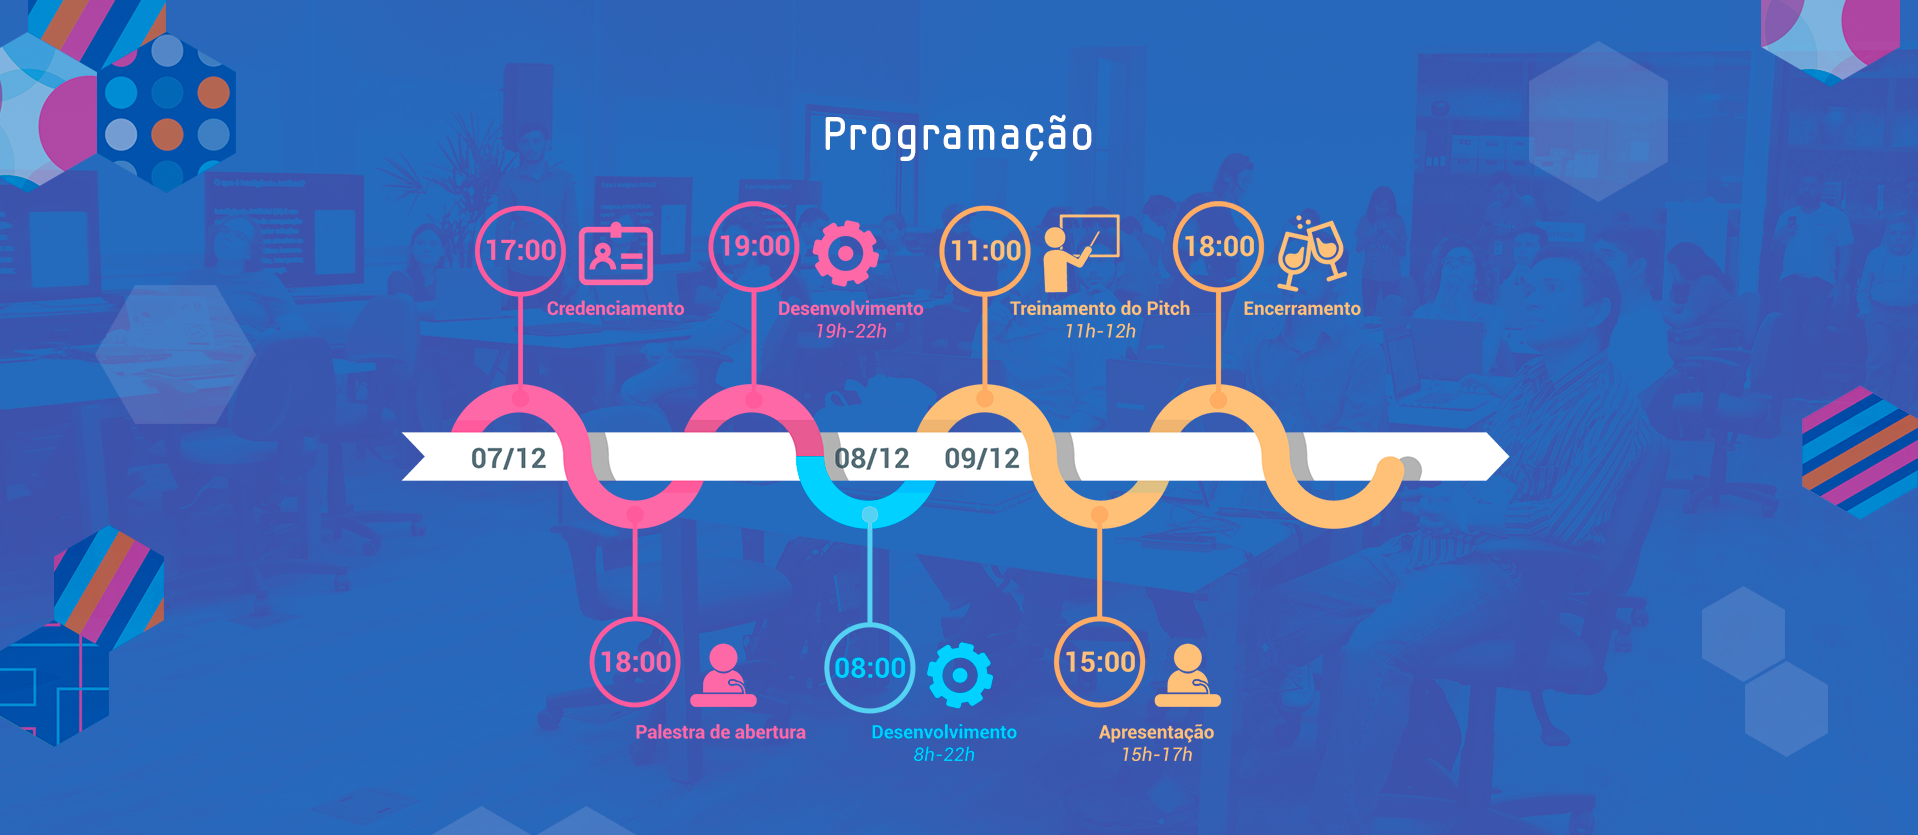 Programação
17:00
Credenciamento
19:00
Desenvolvimento
19h-22h
11:00
Treinamento do Pitch
11h-12h
18:00
Encerramento
07/12
08/12
09/12
18:00
Palestra de abertura
08:00
Desenvolvimento
8h-22h
15:00
Apresentação
15h-17h